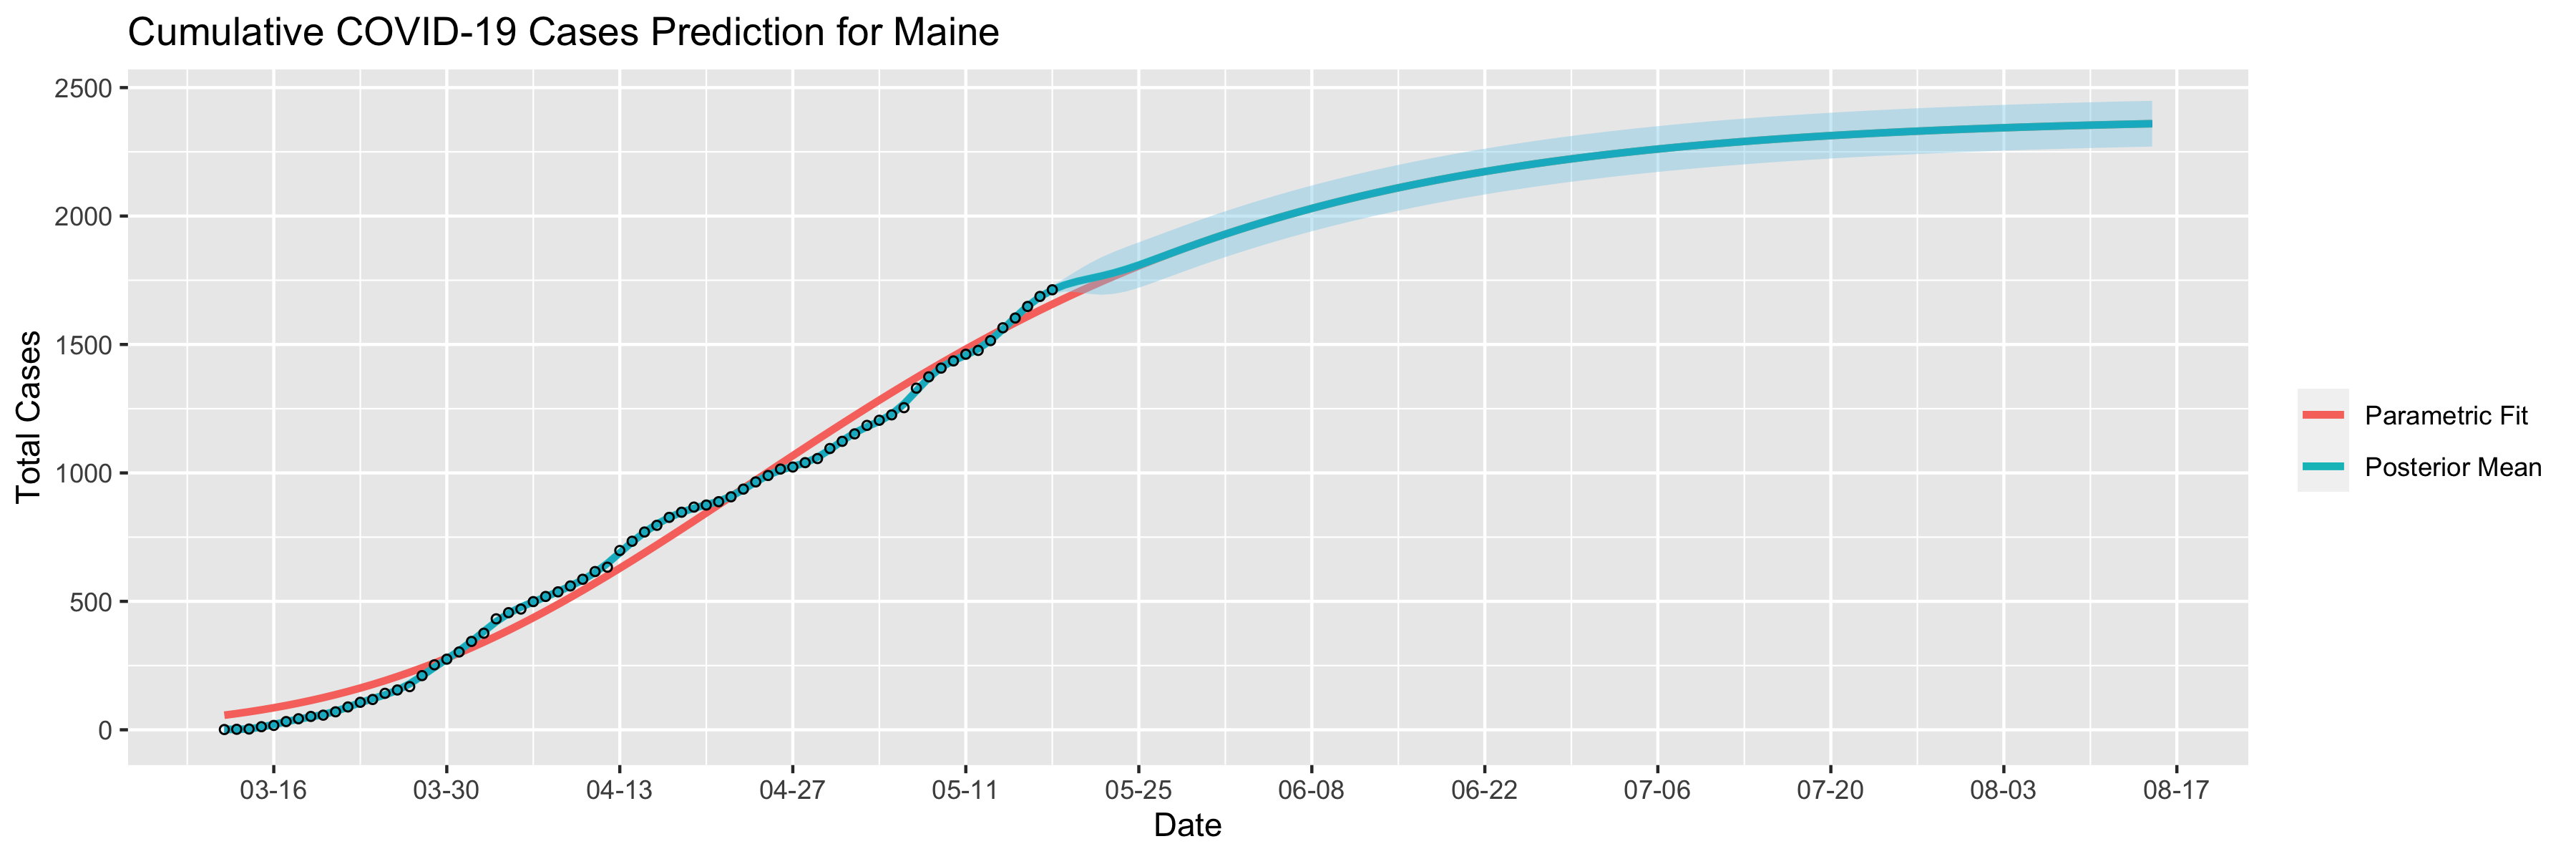 Cumulative COVID-19 Cases Prediction for Maine
2500
2000
1500
1000
500
0
Total Cases
03-16 03-30 04-13 04-27 05-11 05-25 06-08 06-22 07-06 07-20 08-03 08-17
Date
Parametric Fit
Posterior Mean